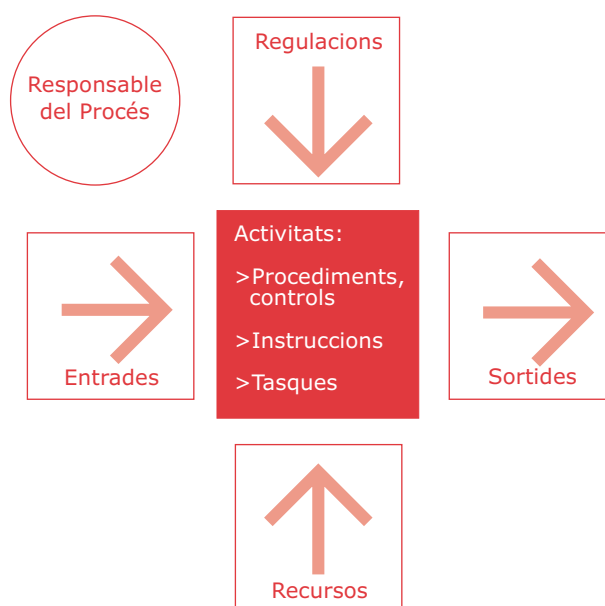 Responsable
del Procés
Regulacions
Entrades
Activitats:
>Procediments,
controls
>Instruccions
>Tasques
Sortides
Recursos